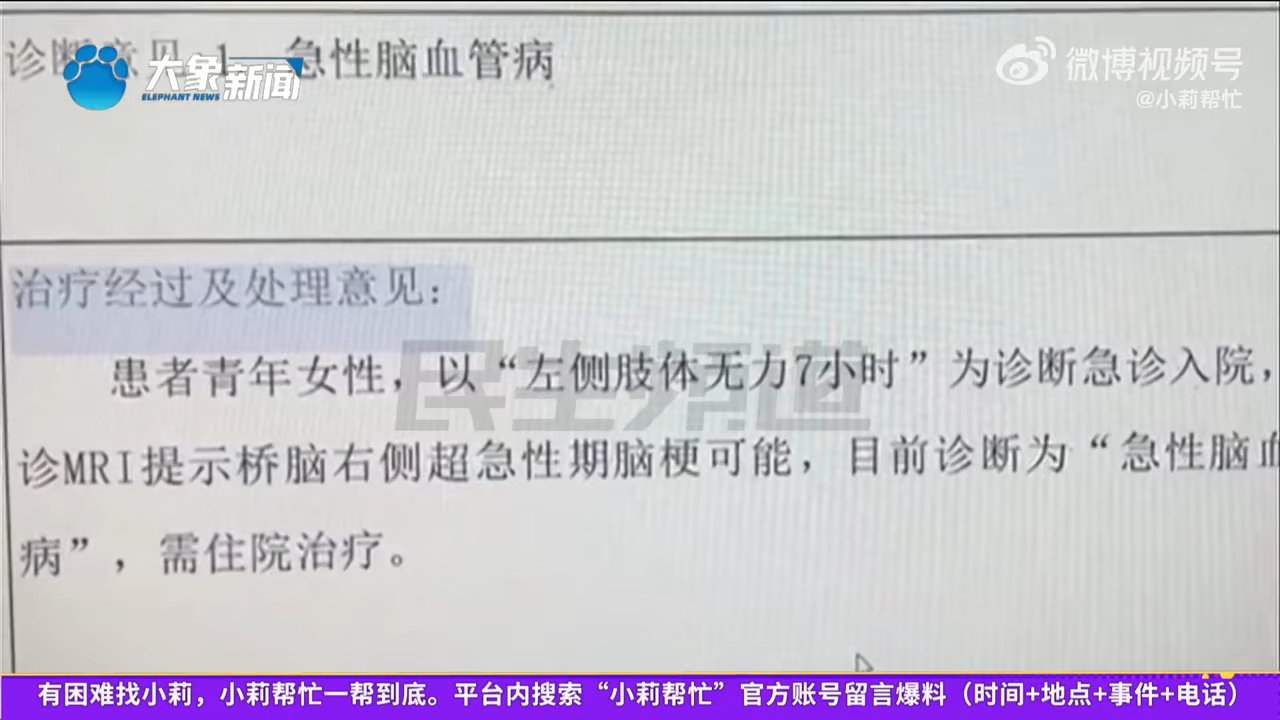 诊断意见 1 急性脑血管病
大象新闻
ELEPHANT NEWS
微博视频号
@小莉帮忙
治疗经过及处理意见：
患者青年女性，以“左侧肢体无力7小时”为诊断急诊入院，
诊MRI提示桥脑右侧超急性期脑梗可能，目前诊断为“急性脑血
病”，需住院治疗。
民生频道
有困难找小莉，小莉帮忙一帮到底。平台内搜索“小莉帮忙”官方账号留言爆料（时间+地点+事件+电话）